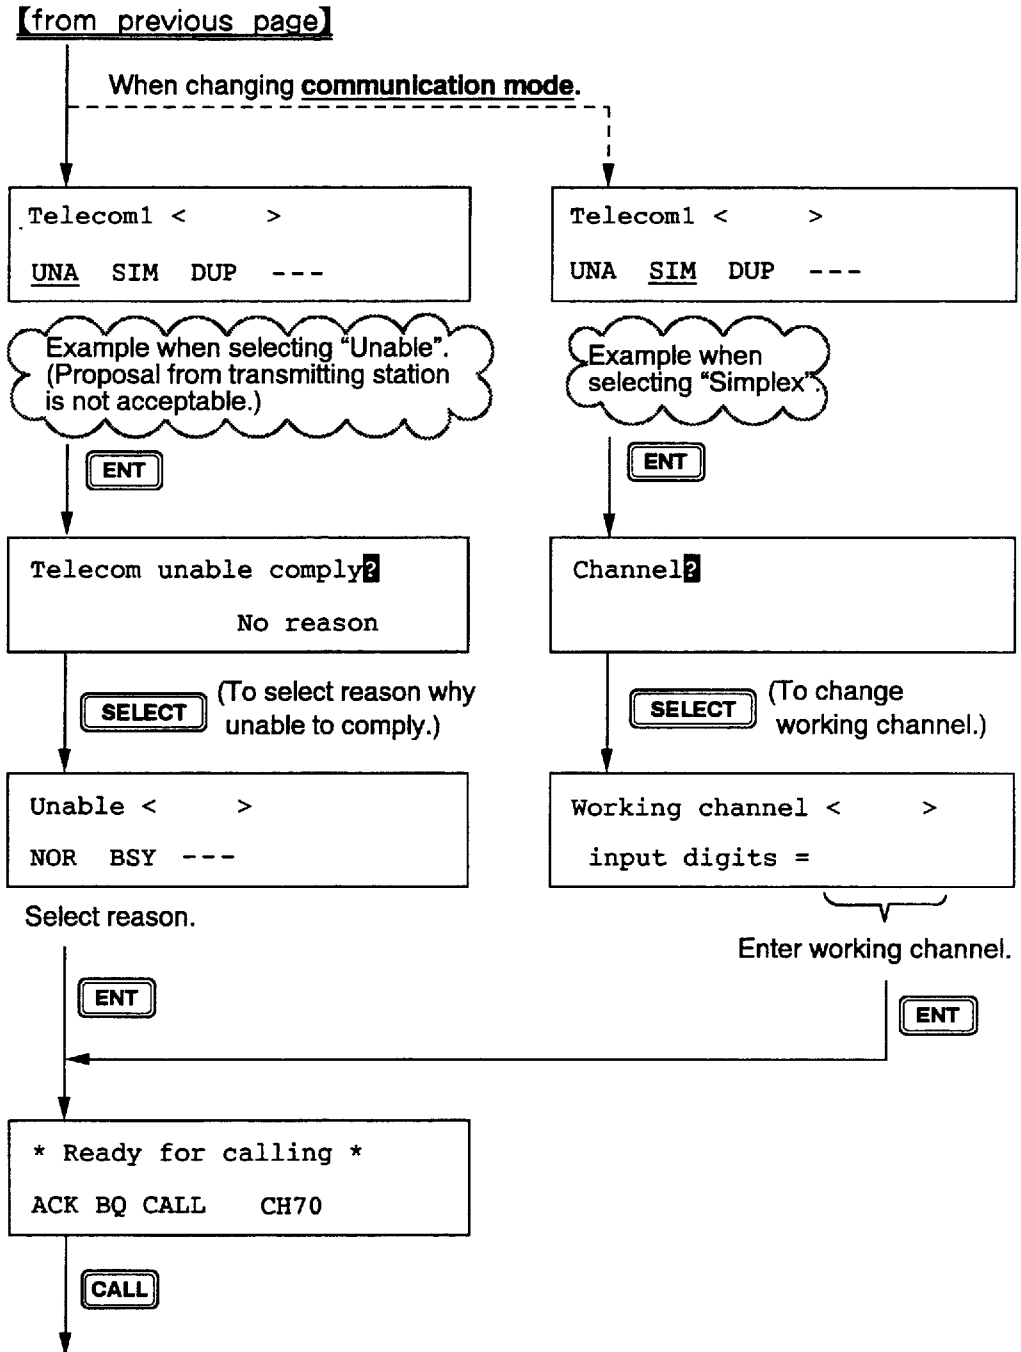 【from previous page】
When changing communication mode.
Telecom1 <     >
UNA SIM DUP ---
Example when selecting “Unable”.
(Proposal from transmitting station
is not acceptable.)
ENT
Telecom unable comply?
No reason
SELECT
(To select reason why
unable to comply.)
Unable <     >
NOR BSY ---
Select reason.
ENT
Telecom1 <     >
UNA SIM DUP ---
Example when
selecting “Simplex”.
ENT
Channel?
SELECT
(To change
working channel.)
Working channel <     >
input digits =
Enter working channel.
ENT
* Ready for calling *
ACK BQ CALL CH70
CALL